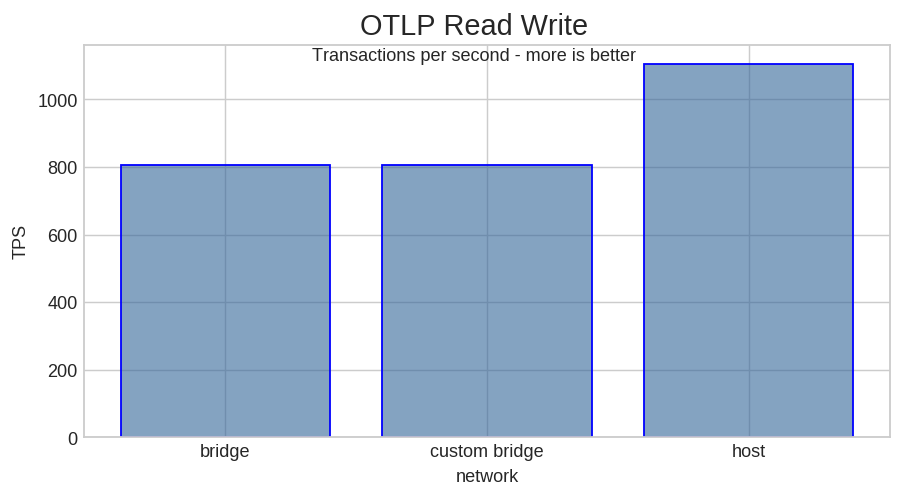 OTLP Read Write
Transactions per second - more is better
TPS
1000
800
600
400
200
0
bridge
custom bridge
host
network